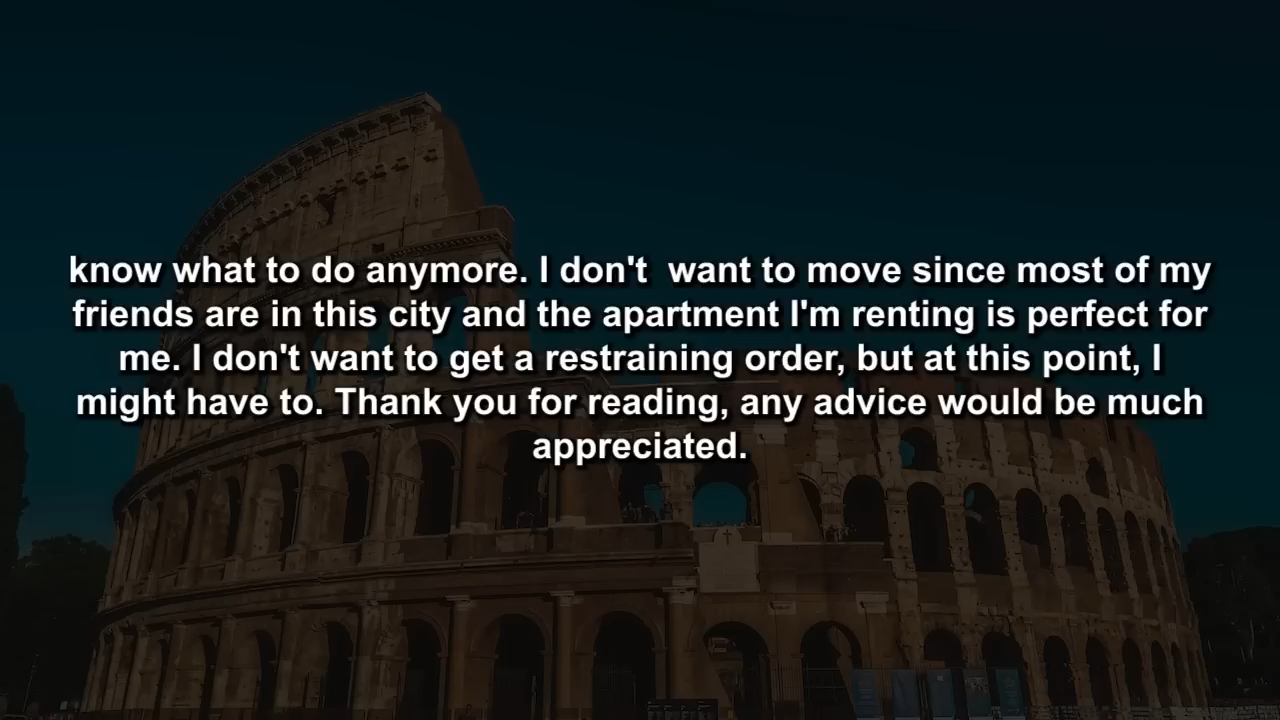 know what to do anymore. I don't  want to move since most of my
friends are in this city and the apartment I'm renting is perfect for
me. I don't want to get a restraining order, but at this point, I
might have to. Thank you for reading, any advice would be much
appreciated.